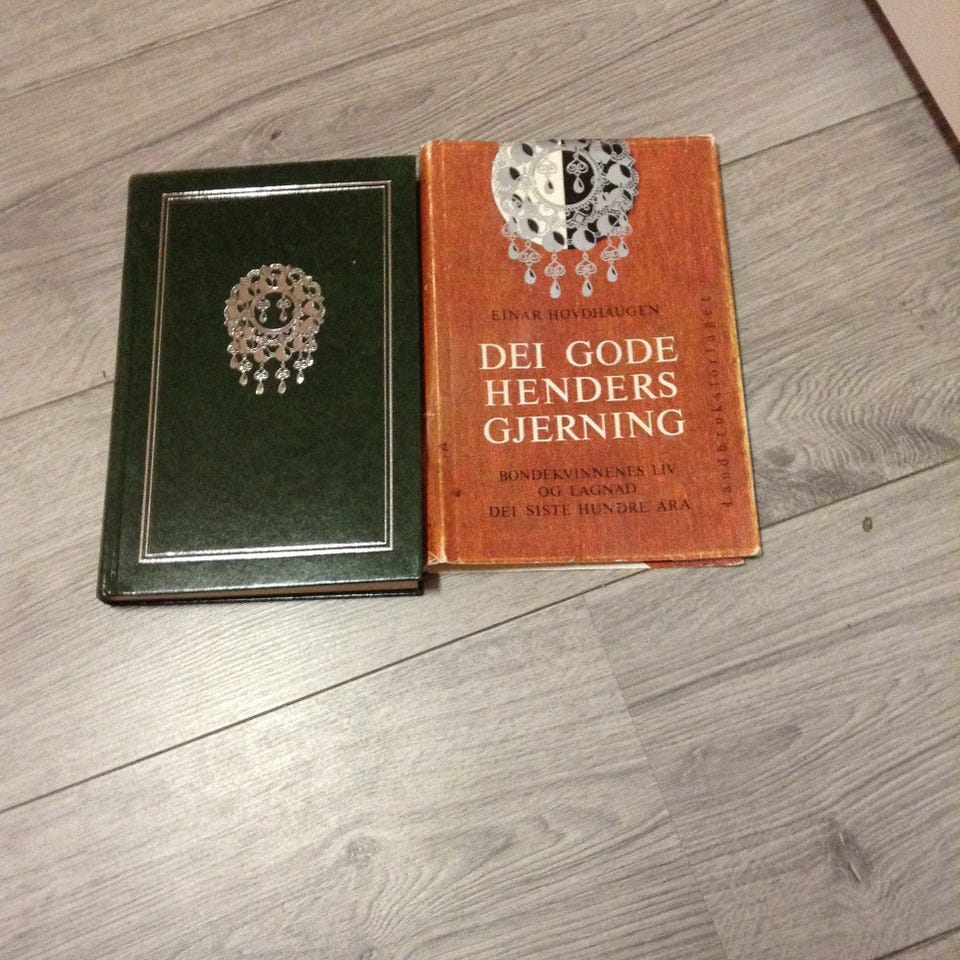 EINAR HOVDHAUGEN
DEI GODE
HENDERS
GJERNING
BONDEKVINNENES LIV
OG LAGNAD
DEI SISTE HUNDRE ÅRA
landbruksforlaget